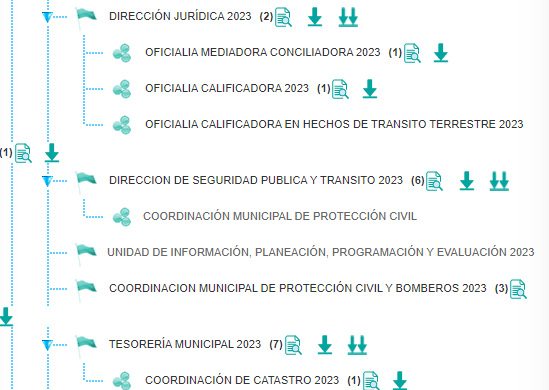 DIRECCIÓN JURÍDICA 2023 (2)
OFICIALIA MEDIADORA CONCILIADORA 2023 (1)
OFICIALIA CALIFICADORA 2023 (1)
OFICIALIA CALIFICADORA EN HECHOS DE TRANSITO TERRESTRE 2023
(1)
DIRECCION DE SEGURIDAD PUBLICA Y TRANSITO 2023 (6)
COORDINACIÓN MUNICIPAL DE PROTECCIÓN CIVIL
UNIDAD DE INFORMACIÓN, PLANEACIÓN, PROGRAMACIÓN Y EVALUACIÓN 2023
COORDINACION MUNICIPAL DE PROTECCIÓN CIVIL Y BOMBEROS 2023 (3)
TESORERÍA MUNICIPAL 2023 (7)
COORDINACIÓN DE CATASTRO 2023 (1)